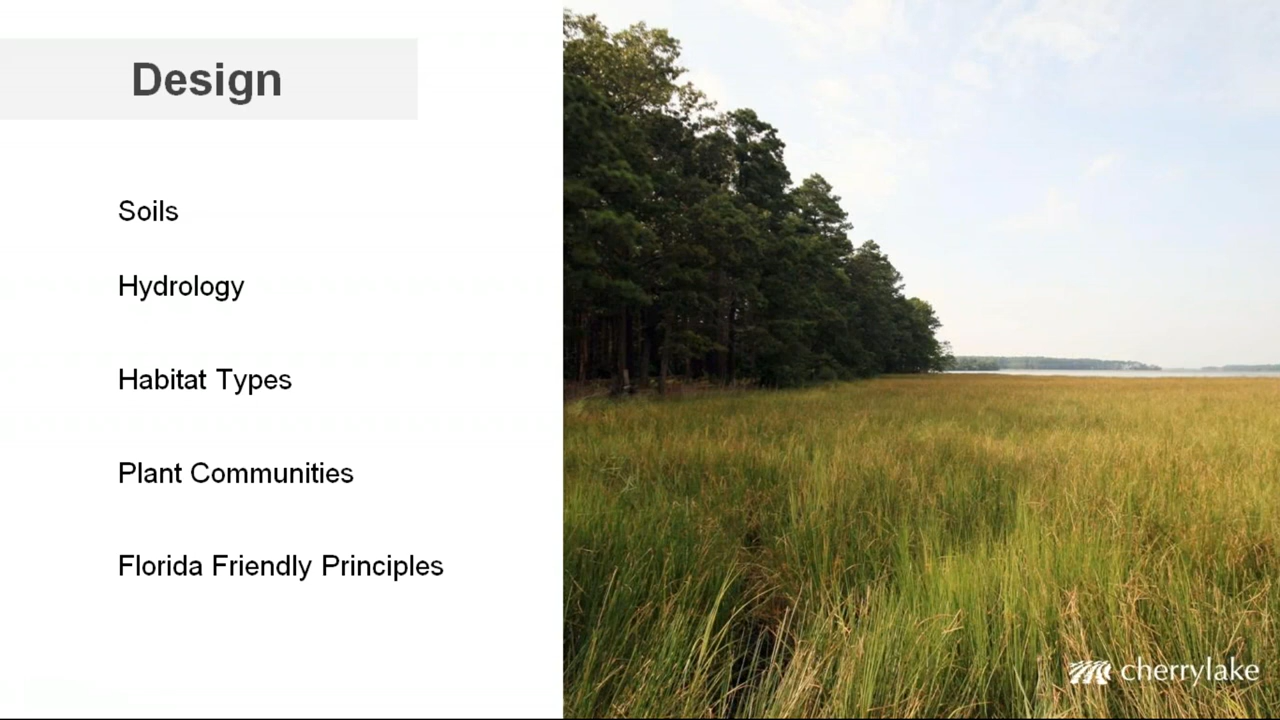 Design
Soils
Hydrology
Habitat Types
Plant Communities
Florida Friendly Principles
cherrylake